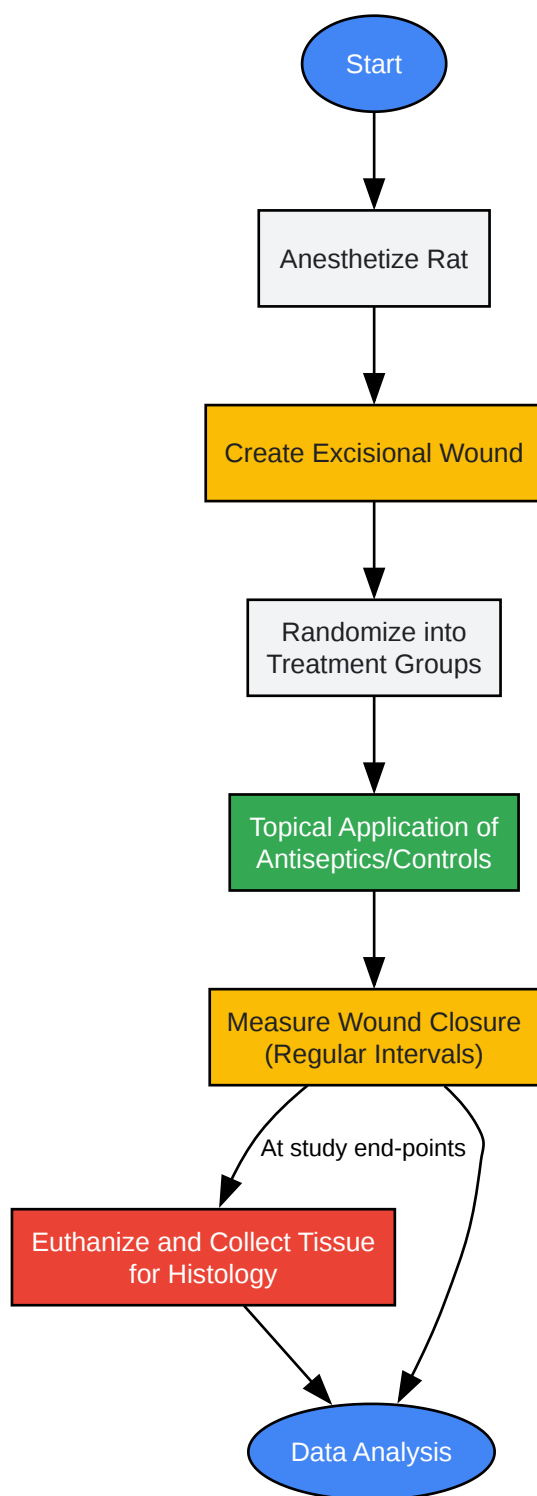 Start
Anesthetize Rat
Create Excisional Wound
Randomize into
Treatment Groups
Topical Application of
Antiseptics/Controls
Measure Wound Closure
(Regular Intervals)
At study end-points
Euthanize and Collect Tissue
for Histology
Data Analysis